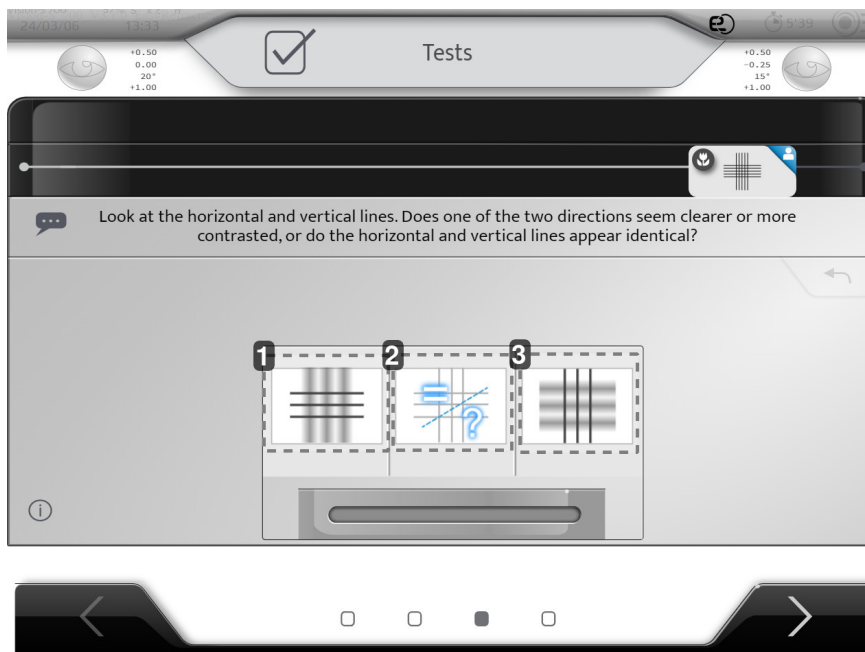 24/03/06 13:33
Tests
5'39
+0.50
0.00
20°
+1.00
+0.50
-0.25
15°
+1.00
Look at the horizontal and vertical lines. Does one of the two directions seem clearer or more
contrasted, or do the horizontal and vertical lines appear identical?
1 2 3
= ?
i